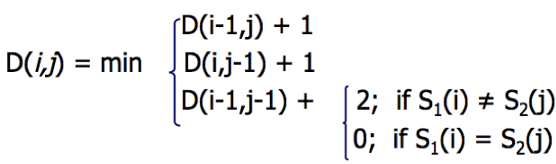 D(i-1,j) + 1
D(i,j) = min D(i,j-1) + 1
D(i-1,j-1) + 2; if S₁(i) ≠ S₂(j)
0; if S₁(i) = S₂(j)